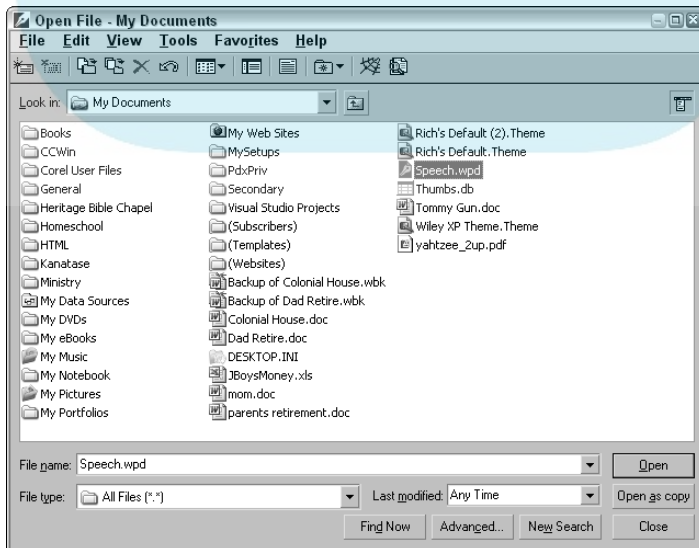 Open File - My Documents
File Edit View Tools Favorites Help
Look in: My Documents
Books
CCWin
Corel User Files
General
Heritage Bible Chapel
Homeschool
HTML
Kanatase
Ministry
My Data Sources
My DVDs
My eBooks
My Music
My Notebook
My Pictures
My Portfolios
My Web Sites
MySetups
PdxPriv
Secondary
Visual Studio Projects
(Subscribers)
(Templates)
(Websites)
Backup of Colonial House.wbk
Backup of Dad Retire.wbk
Colonial House.doc
Dad Retire.doc
DESKTOP.INI
JBoysMoney.xls
mom.doc
parents retirement.doc
Rich's Default (2).Theme
Rich's Default.Theme
Speech.wpd
Thumbs.db
Tommy Gun.doc
Wiley XP Theme.Theme
yahtzee_2up.pdf
File name: Speech.wpd Open
File type: All Files (*.*) Last modified: Any Time Open as copy
Find Now Advanced... New Search Close